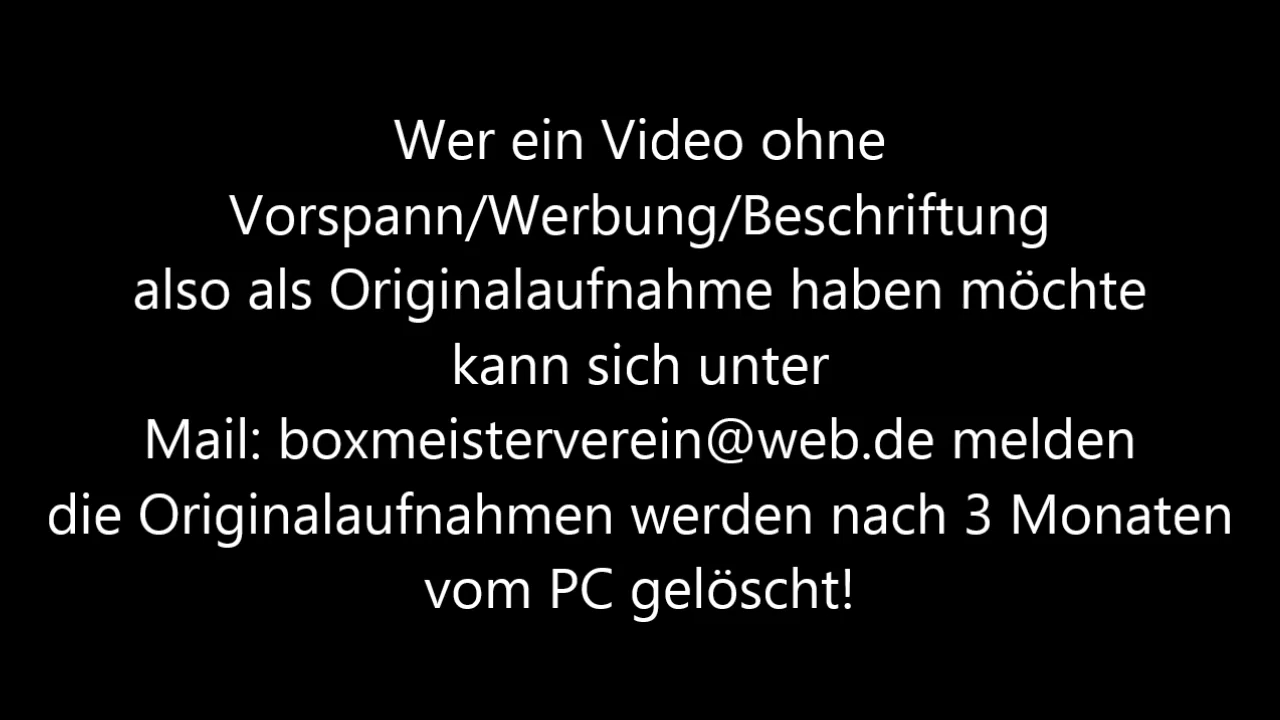 Wer ein Video ohne
Vorspann/Werbung/Beschriftung
also als Originalaufnahme haben möchte
kann sich unter
Mail: boxmeisterverein@web.de melden
die Originalaufnahmen werden nach 3 Monaten
vom PC gelöscht!